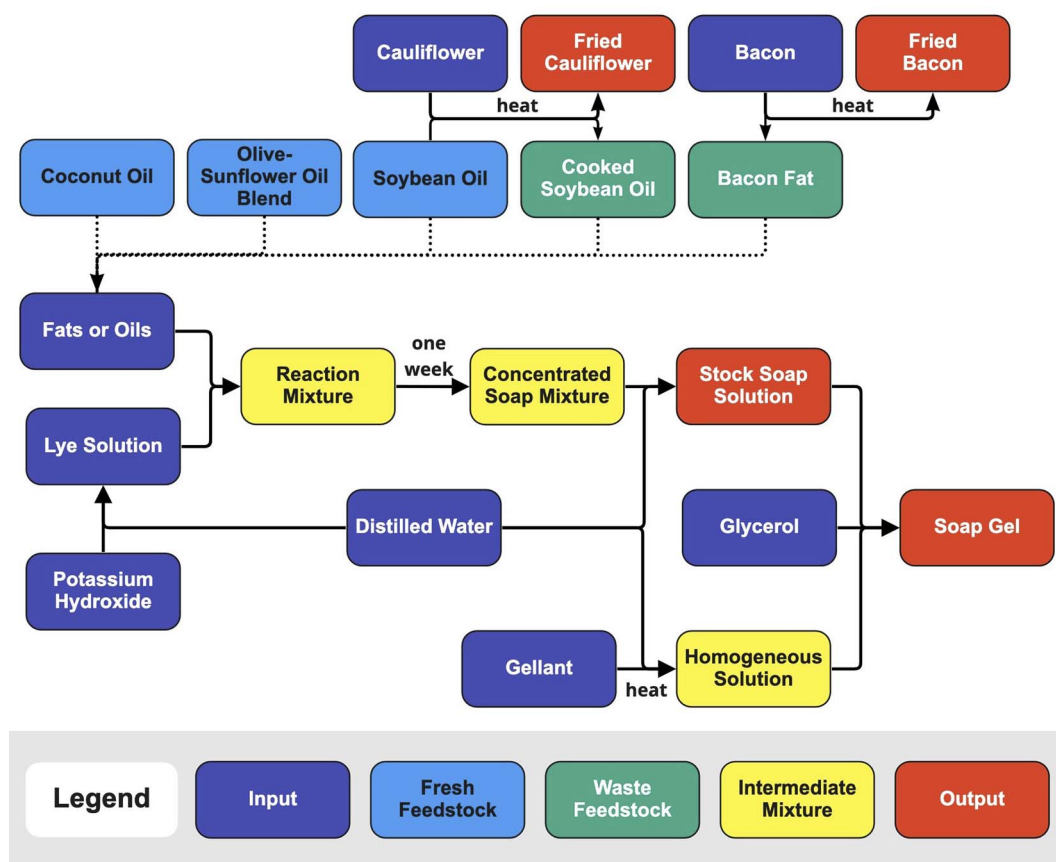 Cauliflower
Fried
Cauliflower
Bacon
Fried
Bacon
heat
heat
Coconut Oil
Olive-
Sunflower Oil
Blend
Soybean Oil
Cooked
Soybean Oil
Bacon Fat
Fats or Oils
one
week
Reaction
Mixture
Concentrated
Soap Mixture
Stock Soap
Solution
Lye Solution
Distilled Water
Glycerol
Soap Gel
Potassium
Hydroxide
Gellant
heat
Homogeneous
Solution
Legend
Input
Fresh
Feedstock
Waste
Feedstock
Intermediate
Mixture
Output